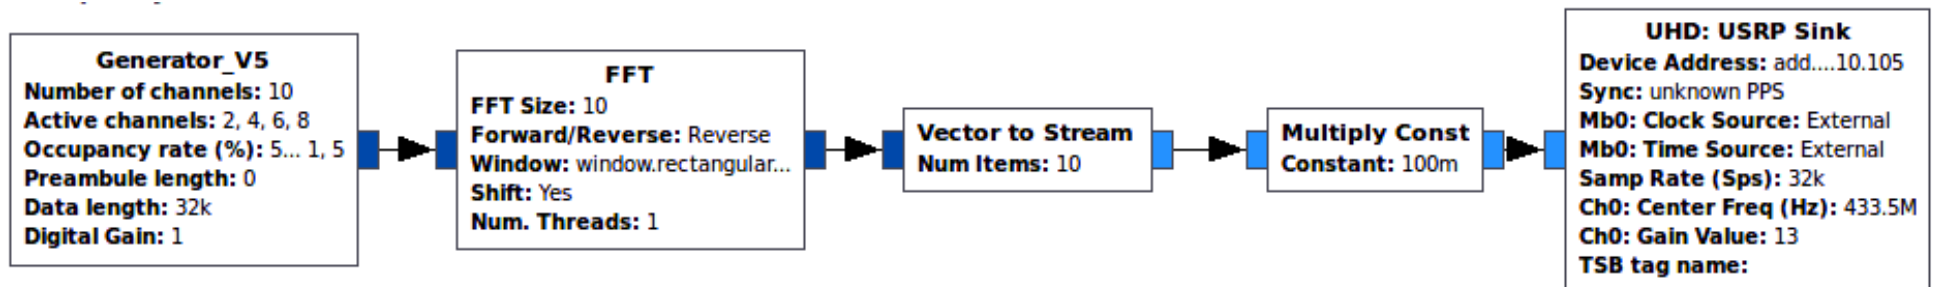 Generator_V5
Number of channels: 10
Active channels: 2, 4, 6, 8
Occupancy rate (%): 5... 1, 5
Preambule length: 0
Data length: 32k
Digital Gain: 1
FFT
FFT Size: 10
Forward/Reverse: Reverse
Window: window.rectangular...
Shift: Yes
Num. Threads: 1
Vector to Stream
Num Items: 10
Multiply Const
Constant: 100m
UHD: USRP Sink
Device Address: add....10.105
Sync: unknown PPS
Mb0: Clock Source: External
Mb0: Time Source: External
Samp Rate (Sps): 32k
Ch0: Center Freq (Hz): 433.5M
Ch0: Gain Value: 13
TSB tag name: